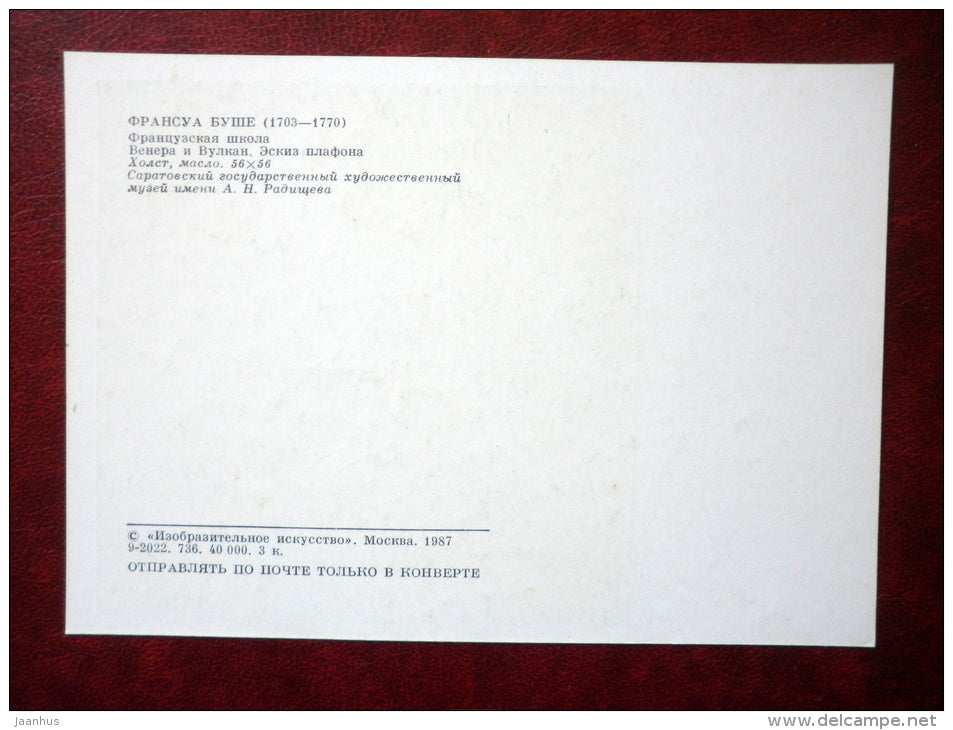 ФРАНСУА БУШЕ (1703—1770)
Французская школа
Венера и Вулкан. Эскиз плафона
Холст, масло. 56×56
Саратовский государственный художественный
музей имени А. Н. Радищева
© «Изобразительное искусство». Москва. 1987
9-2022. 736. 40 000. 3 к.
ОТПРАВЛЯТЬ ПО ПОЧТЕ ТОЛЬКО В КОНВЕРТЕ
jaanhus
www.delcampe.net